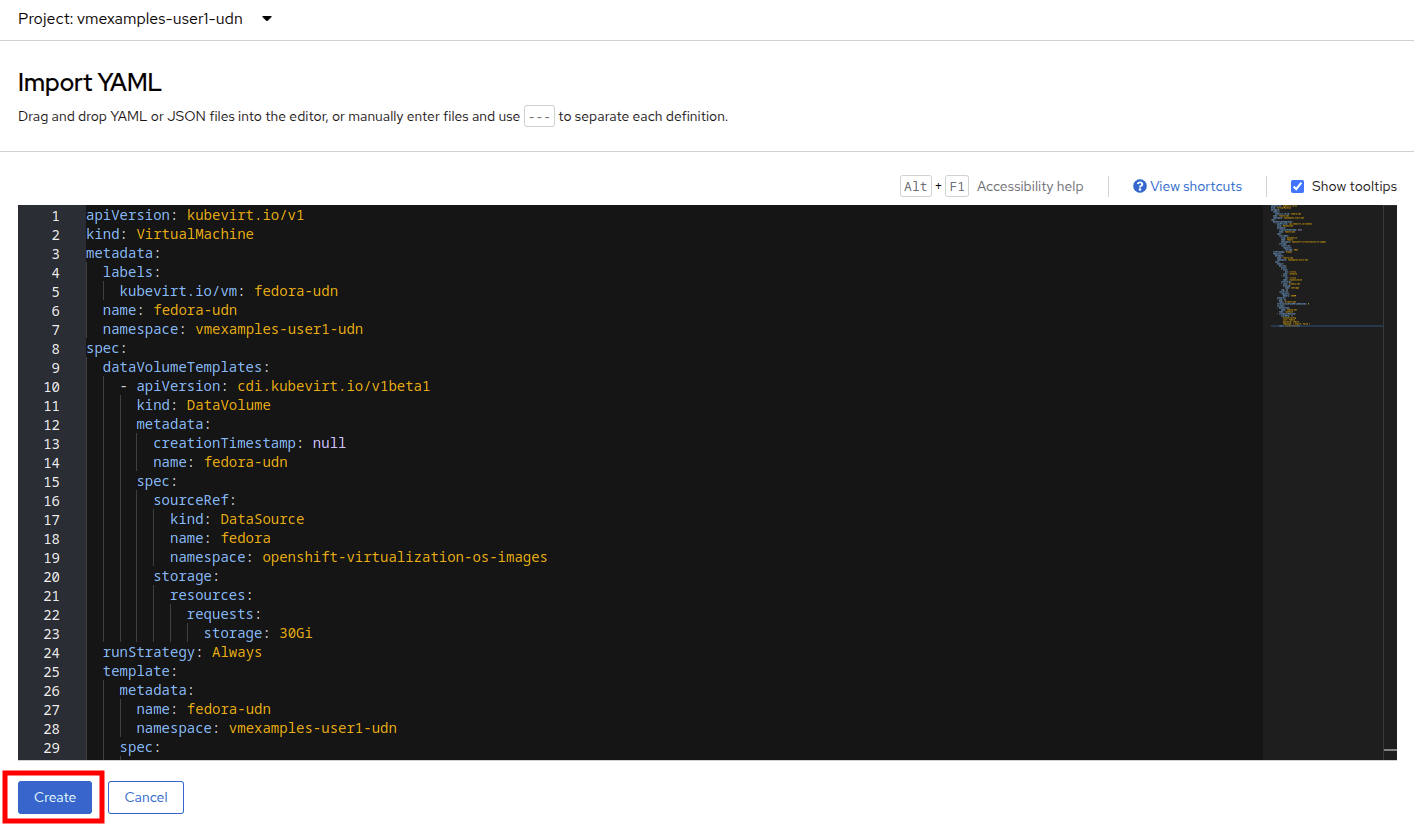 Project: vmexamples-user1-udn
Import YAML
Drag and drop YAML or JSON files into the editor, or manually enter files and use --- to separate each definition.
Alt + F1 Accessibility help View shortcuts Show tooltips
1 apiVersion: kubevirt.io/v1
2 kind: VirtualMachine
3 metadata:
4 labels:
5 kubevirt.io/vm: fedora-udn
6 name: fedora-udn
7 namespace: vmexamples-user1-udn
8 spec:
9 dataVolumeTemplates:
10 - apiVersion: cdi.kubevirt.io/v1beta1
11 kind: DataVolume
12 metadata:
13 creationTimestamp: null
14 name: fedora-udn
15 spec:
16 sourceRef:
17 kind: DataSource
18 name: fedora
19 namespace: openshift-virtualization-os-images
20 storage:
21 resources:
22 requests:
23 storage: 30Gi
24 runStrategy: Always
25 template:
26 metadata:
27 name: fedora-udn
28 namespace: vmexamples-user1-udn
29 spec:
Create Cancel